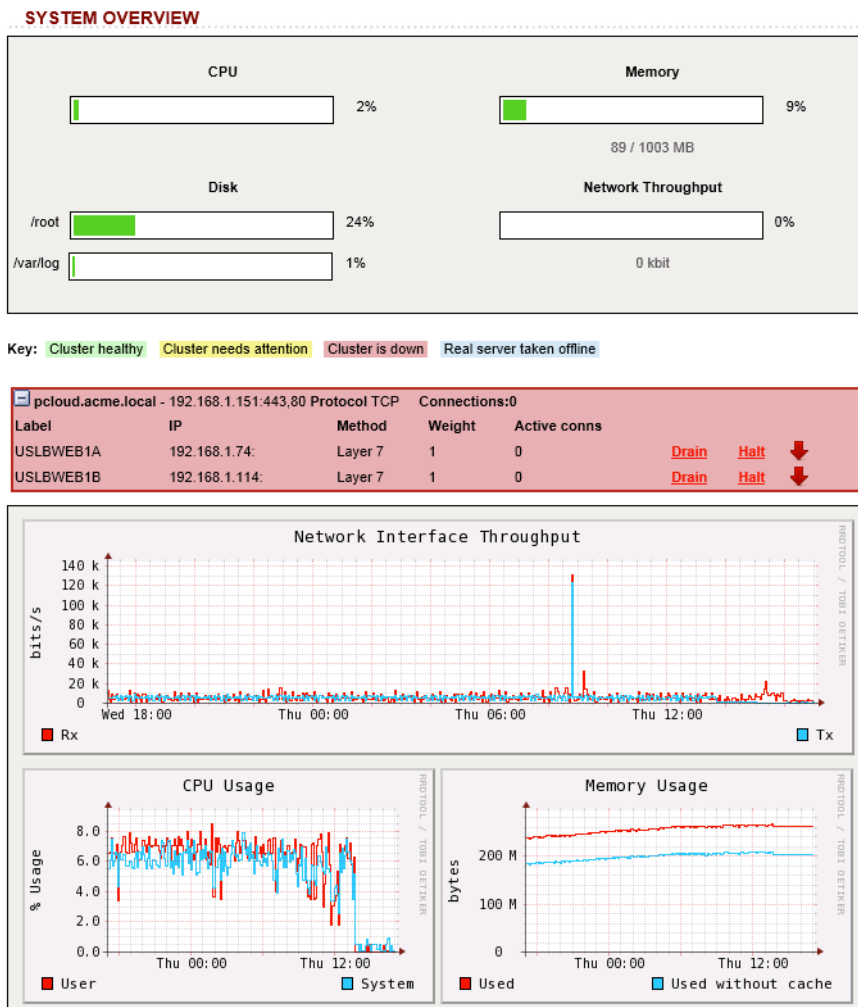 SYSTEM OVERVIEW
CPU
2%
Memory
9%
89 / 1003 MB
Disk
/root
24%
/var/log
1%
Network Throughput
0%
0 kbit
Key: Cluster healthy Cluster needs attention Cluster is down Real server taken offline
pcloud.acme.local - 192.168.1.151:443,80 Protocol TCP Connections:0
Label IP Method Weight Active conns
USLBWEB1A 192.168.1.74: Layer 7 1 0 Drain Halt
USLBWEB1B 192.168.1.114: Layer 7 1 0 Drain Halt
Network Interface Throughput
RRDTOOL / TOBI OETIKER
bits/s
140 k
120 k
100 k
80 k
60 k
40 k
20 k
0
Wed 18:00 Thu 00:00 Thu 06:00 Thu 12:00
Rx Tx
CPU Usage
RRDTOOL / TOBI OETIKER
% Usage
8.0
6.0
4.0
2.0
0.0
Thu 00:00 Thu 12:00
User System
Memory Usage
RRDTOOL / TOBI OETIKER
bytes
200 M
100 M
0
Thu 00:00 Thu 12:00
Used Used without cache